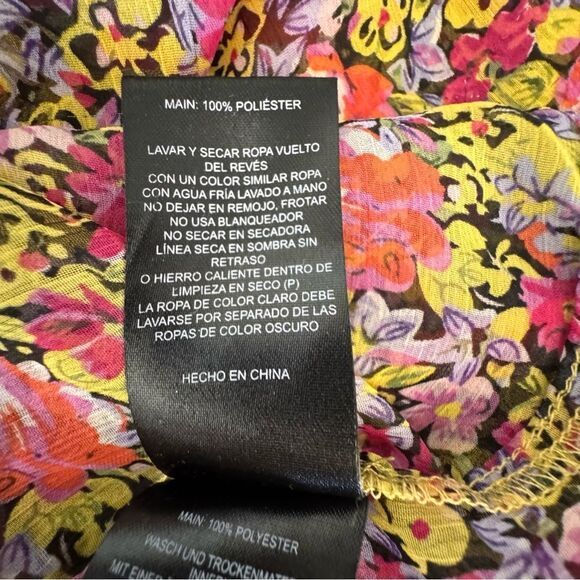 MAIN: 100% POLIÉSTER
LAVAR Y SECAR ROPA VUELTO
DEL REVÉS
CON UN COLOR SIMILAR ROPA
CON AGUA FRÍA LAVADO A MANO
NO DEJAR EN REMOJO, FROTAR
NO USA BLANQUEADOR
NO SECAR EN SECADORA
LÍNEA SECA EN SOMBRA SIN
RETRASO
O HIERRO CALIENTE DENTRO DE
LIMPIEZA EN SECO (P)
LA ROPA DE COLOR CLARO DEBE
LAVARSE POR SEPARADO DE LAS
ROPAS DE COLOR OSCURO
HECHO EN CHINA
MAIN: 100% POLYESTER
WASCH UND TROCKENMATE
INNER
MIT EINER